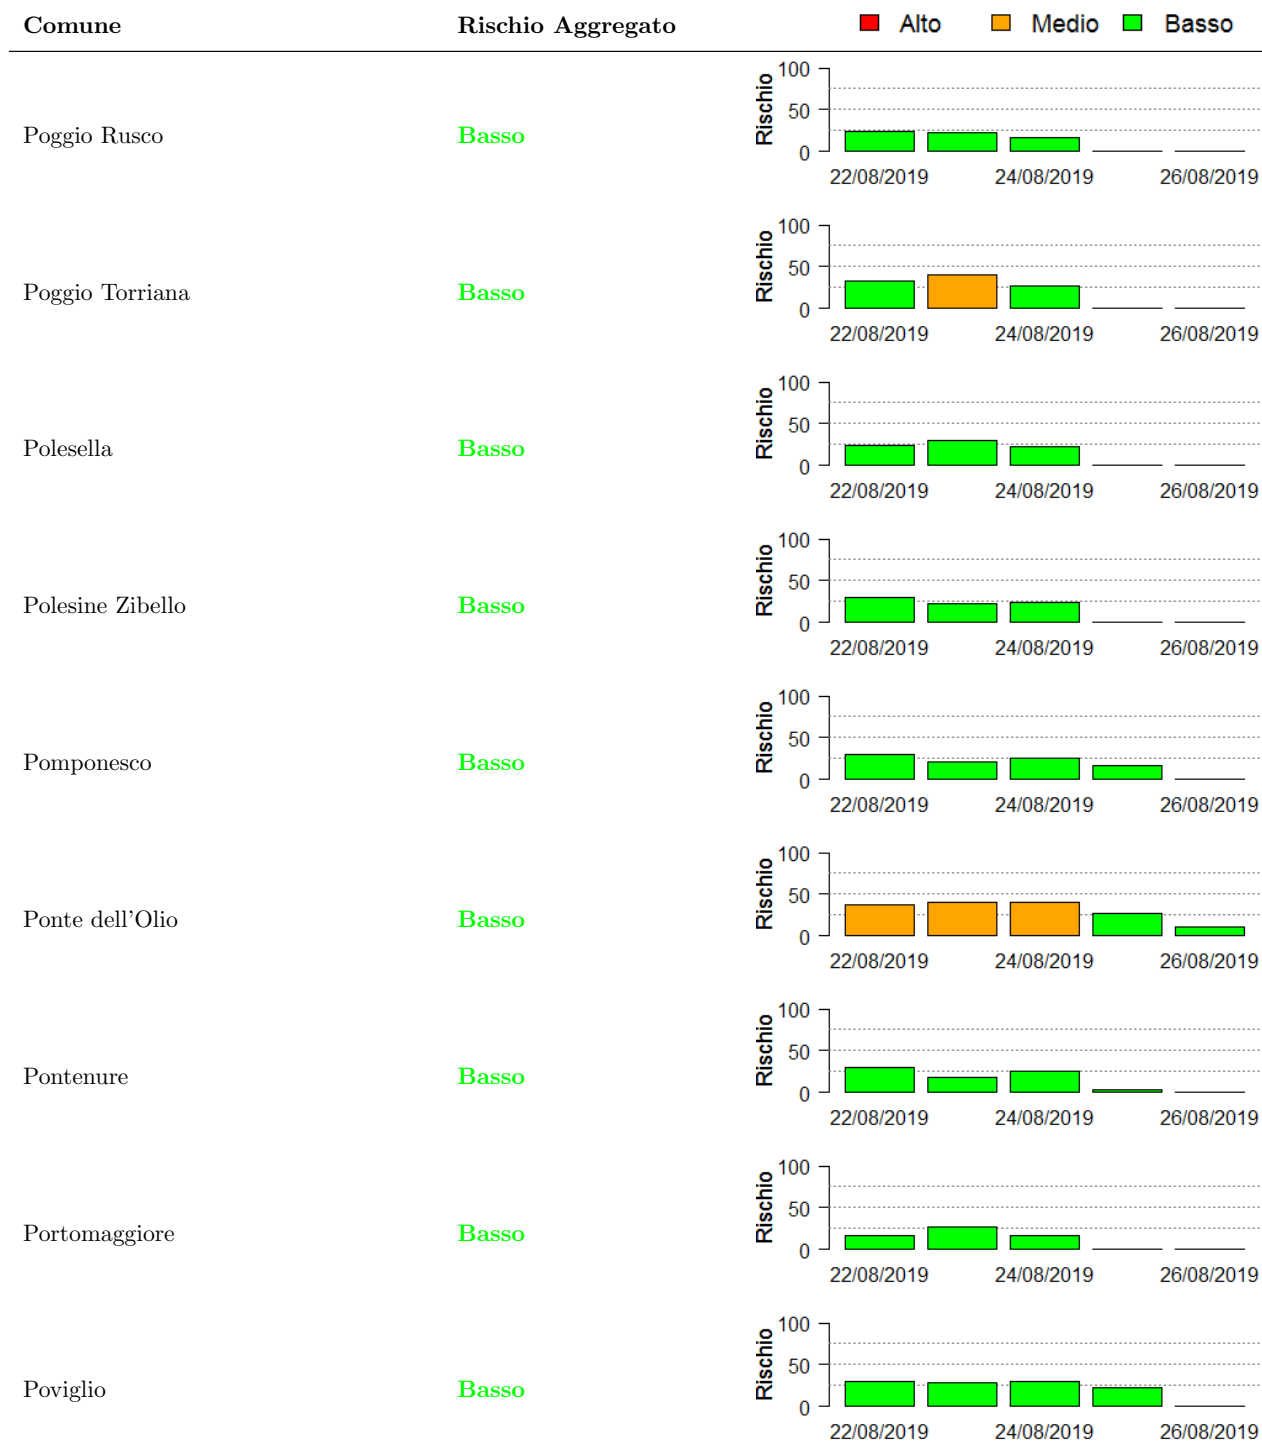 Comune Rischio Aggregato Alto Medio Basso
Poggio Rusco Basso
Rischio
100
50
0
22/08/2019 24/08/2019 26/08/2019
Poggio Torriana Basso
Rischio
100
50
0
22/08/2019 24/08/2019 26/08/2019
Polesella Basso
Rischio
100
50
0
22/08/2019 24/08/2019 26/08/2019
Polesine Zibello Basso
Rischio
100
50
0
22/08/2019 24/08/2019 26/08/2019
Pomponesco Basso
Rischio
100
50
0
22/08/2019 24/08/2019 26/08/2019
Ponte dell'Olio Basso
Rischio
100
50
0
22/08/2019 24/08/2019 26/08/2019
Pontenure Basso
Rischio
100
50
0
22/08/2019 24/08/2019 26/08/2019
Portomaggiore Basso
Rischio
100
50
0
22/08/2019 24/08/2019 26/08/2019
Poviglio Basso
Rischio
100
50
0
22/08/2019 24/08/2019 26/08/2019